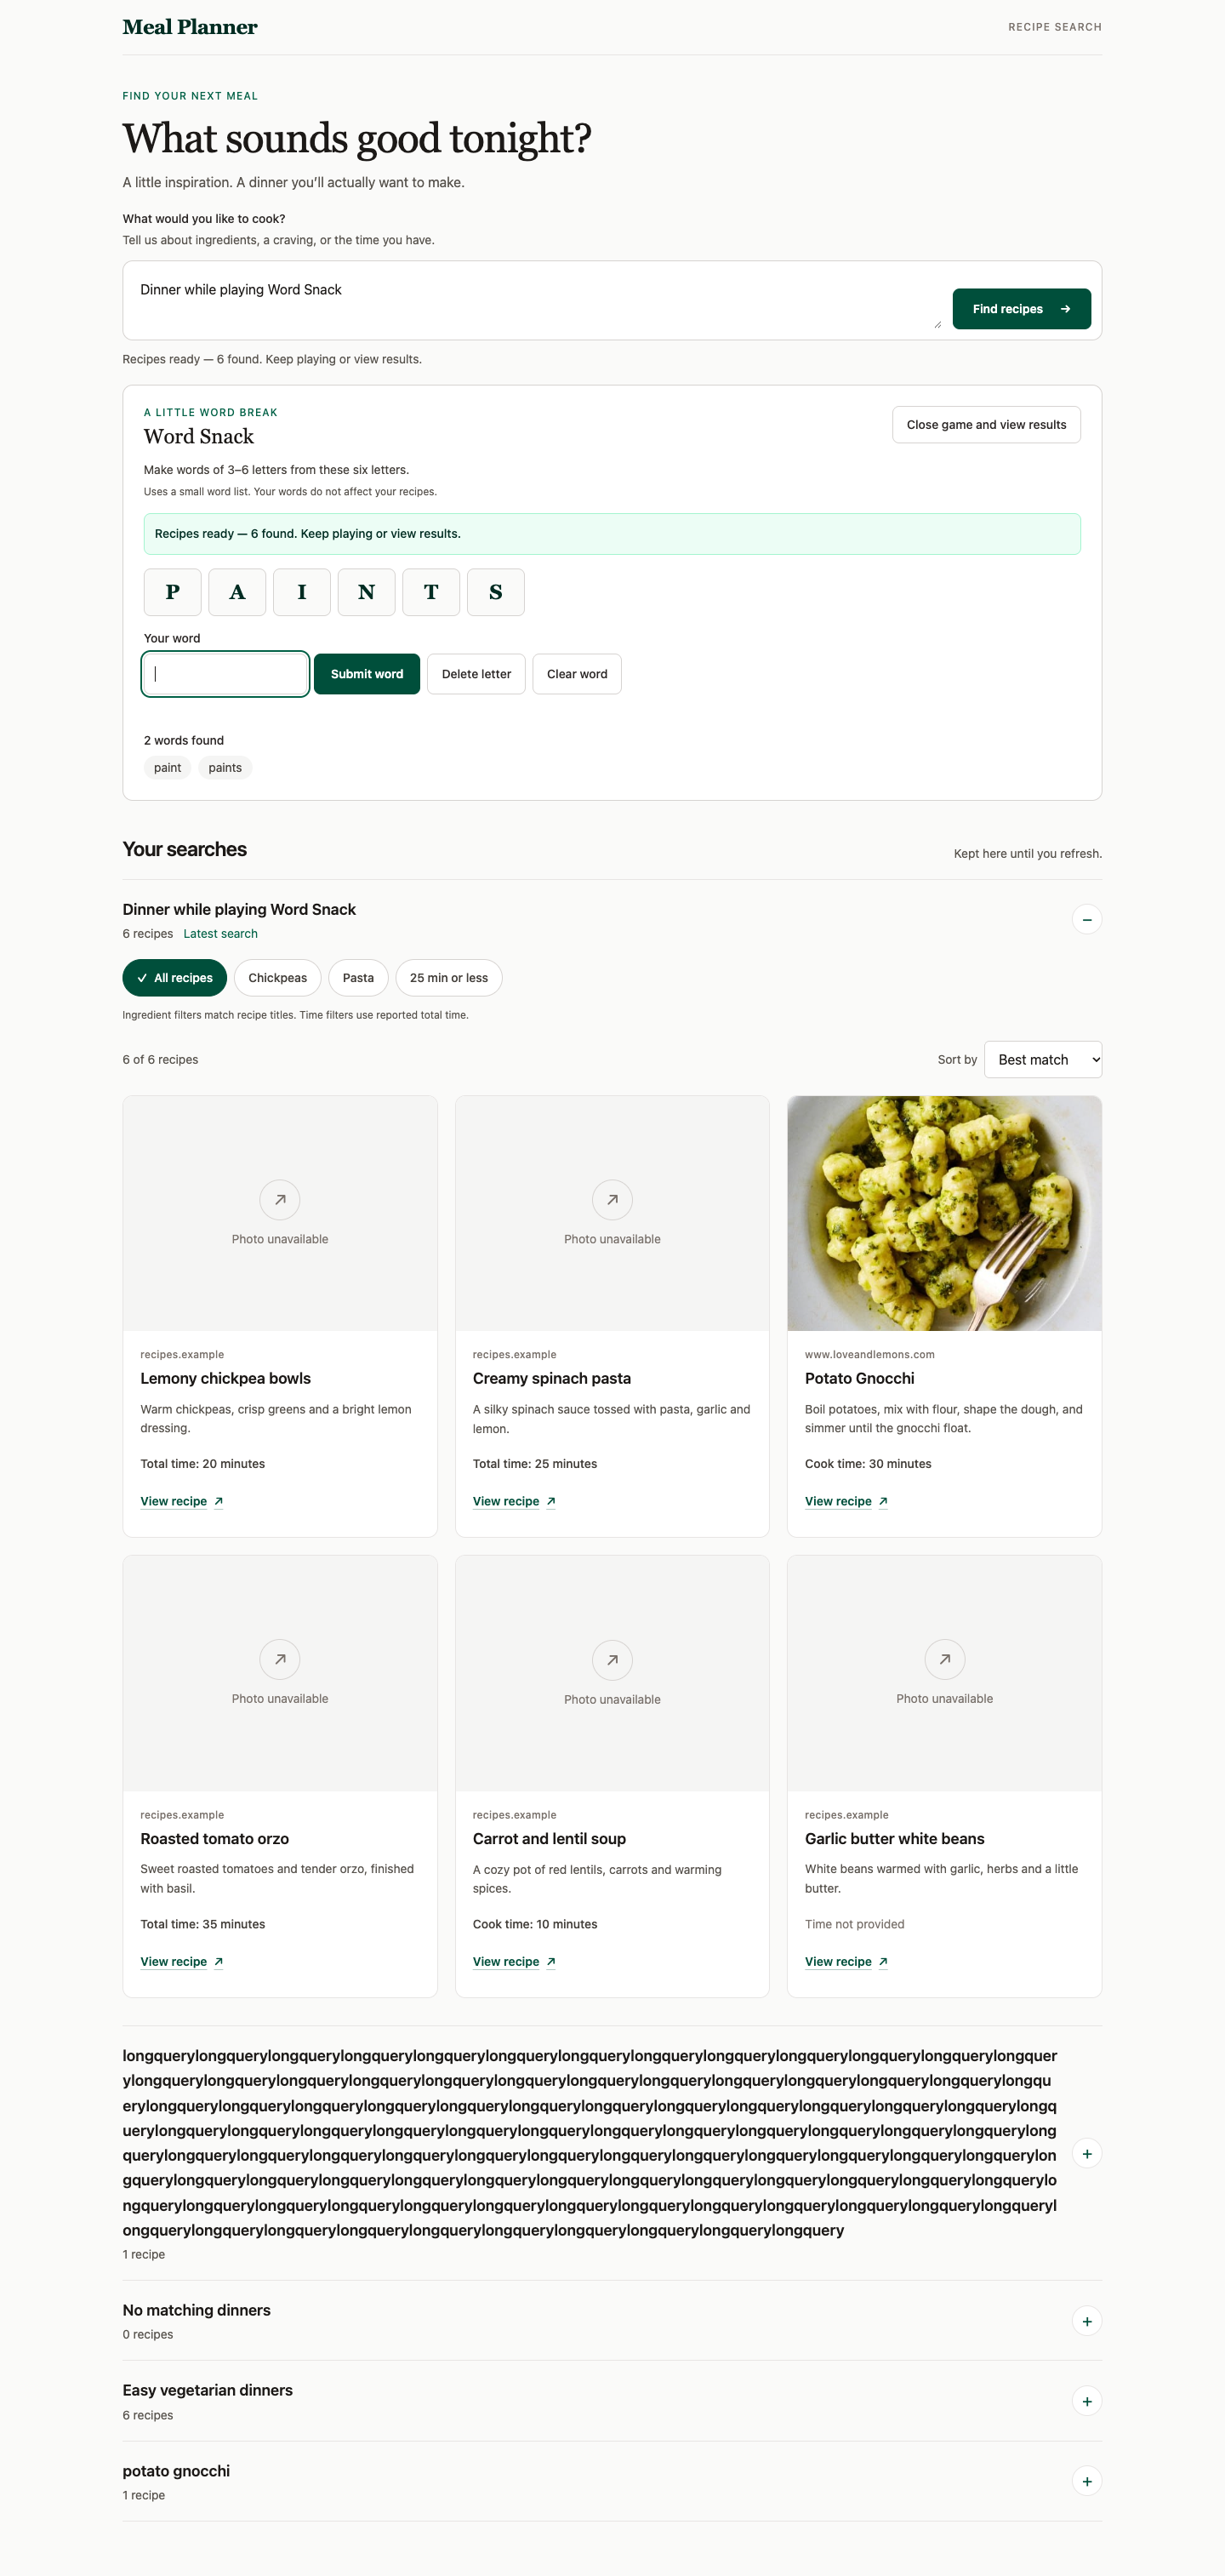 Meal Planner
RECIPE SEARCH
FIND YOUR NEXT MEAL
What sounds good tonight?
A little inspiration. A dinner you’ll actually want to make.
What would you like to cook?
Tell us about ingredients, a craving, or the time you have.
Dinner while playing Word Snack
Find recipes →
Recipes ready — 6 found. Keep playing or view results.
A LITTLE WORD BREAK
Word Snack
Close game and view results
Make words of 3–6 letters from these six letters.
Uses a small word list. Your words do not affect your recipes.
Recipes ready — 6 found. Keep playing or view results.
P A I N T S
Your word
Submit word Delete letter Clear word
2 words found
paint paints
Your searches
Kept here until you refresh.
Dinner while playing Word Snack
6 recipes Latest search
✓ All recipes Chickpeas Pasta 25 min or less
Ingredient filters match recipe titles. Time filters use reported total time.
6 of 6 recipes
Sort by Best match
Photo unavailable
recipes.example
Lemony chickpea bowls
Warm chickpeas, crisp greens and a bright lemon
dressing.
Total time: 20 minutes
View recipe ↗
Photo unavailable
recipes.example
Creamy spinach pasta
A silky spinach sauce tossed with pasta, garlic and
lemon.
Total time: 25 minutes
View recipe ↗
www.loveandlemons.com
Potato Gnocchi
Boil potatoes, mix with flour, shape the dough, and
simmer until the gnocchi float.
Cook time: 30 minutes
View recipe ↗
Photo unavailable
recipes.example
Roasted tomato orzo
Sweet roasted tomatoes and tender orzo, finished
with basil.
Total time: 35 minutes
View recipe ↗
Photo unavailable
recipes.example
Carrot and lentil soup
A cozy pot of red lentils, carrots and warming
spices.
Cook time: 10 minutes
View recipe ↗
Photo unavailable
recipes.example
Garlic butter white beans
White beans warmed with garlic, herbs and a little
butter.
Time not provided
View recipe ↗
longquerylongquerylongquerylongquerylongquerylongquerylongquerylongquerylongquerylongquerylongquerylongquerylongquer
ylongquerylongquerylongquerylongquerylongquerylongquerylongquerylongquerylongquerylongquerylongquerylongquerylongqu
erylongquerylongquerylongquerylongquerylongquerylongquerylongquerylongquerylongquerylongquerylongquerylongquerylongq
uerylongquerylongquerylongquerylongquerylongquerylongquerylongquerylongquerylongquerylongquerylongquerylongquerylong
querylongquerylongquerylongquerylongquerylongquerylongquerylongquerylongquerylongquerylongquerylongquerylongquerylon
gquerylongquerylongquerylongquerylongquerylongquerylongquerylongquerylongquerylongquerylongquerylongquerylongquerylo
ngquerylongquerylongquerylongquerylongquerylongquerylongquerylongquerylongquerylongquerylongquerylongquerylongqueryl
ongquerylongquerylongquerylongquerylongquerylongquerylongquerylongquerylongquerylongquery
1 recipe
No matching dinners
0 recipes
Easy vegetarian dinners
6 recipes
potato gnocchi
1 recipe